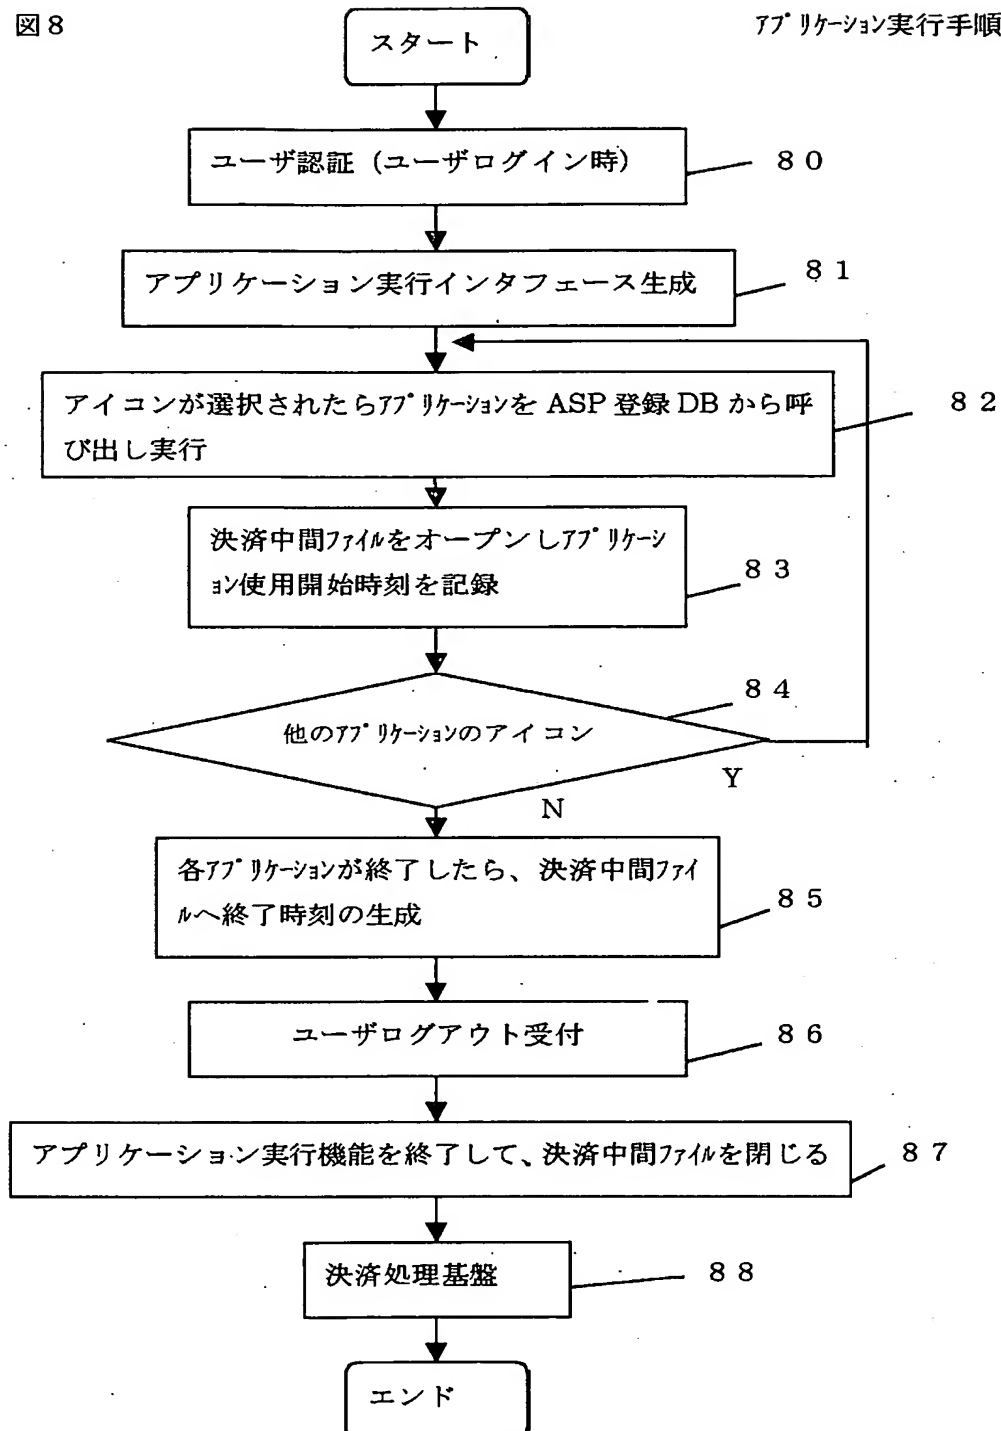 図8
ｱﾌﾟﾘｹｰｼｮﾝ実行手順
スタート
ユーザ認証（ユーザログイン時）
８０
アプリケーション実行インタフェース生成
８１
アイコンが選択されたらｱﾌﾟﾘｹｰｼｮﾝを ASP 登録 DB から呼
び出し実行
８２
決済中間ﾌｧｲﾙをオープンしｱﾌﾟﾘｹｰｼ
ｮﾝ使用開始時刻を記録
８３
８４
他のｱﾌﾟﾘｹｰｼｮﾝのアイコン
Y
N
各ｱﾌﾟﾘｹｰｼｮﾝが終了したら、決済中間ﾌｧｲ
ﾙへ終了時刻の生成
８５
ユーザログアウト受付
８６
アプリケーション実行機能を終了して、決済中間ﾌｧｲﾙを閉じる
８７
決済処理基盤
８８
エンド